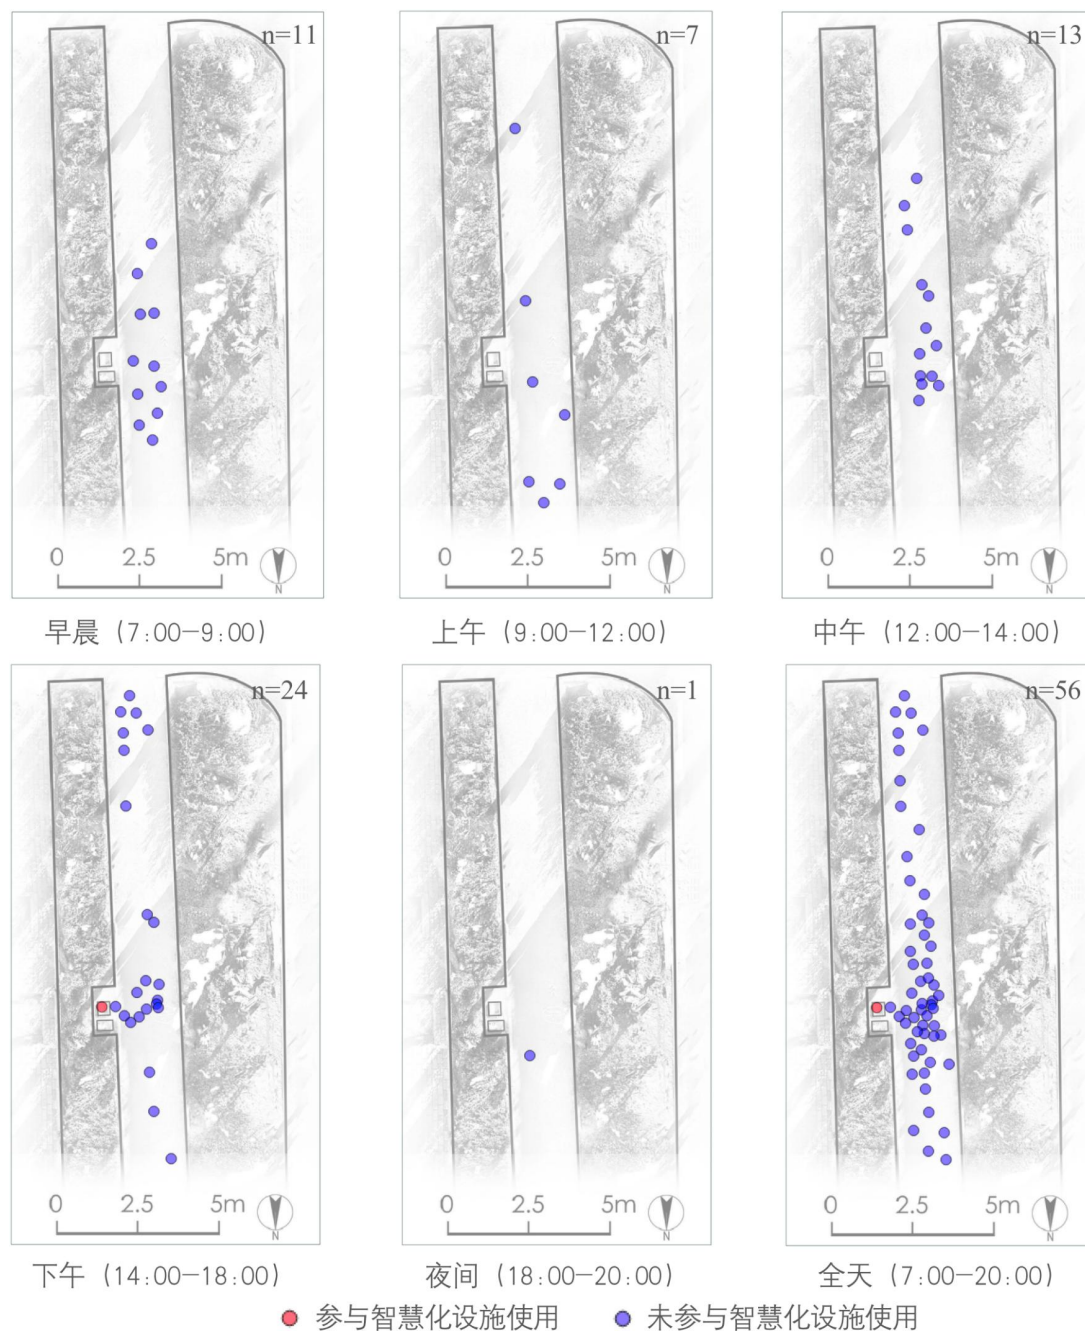 n=11
n=7
n=13
0 2.5 5m
N
0 2.5 5m
N
0 2.5 5m
N
早晨 (7:00—9:00)
上午 (9:00—12:00)
中午 (12:00—14:00)
n=24
n=1
n=56
0 2.5 5m
N
0 2.5 5m
N
0 2.5 5m
N
下午 (14:00—18:00)
夜间 (18:00—20:00)
全天 (7:00—20:00)
参与智慧化设施使用 未参与智慧化设施使用